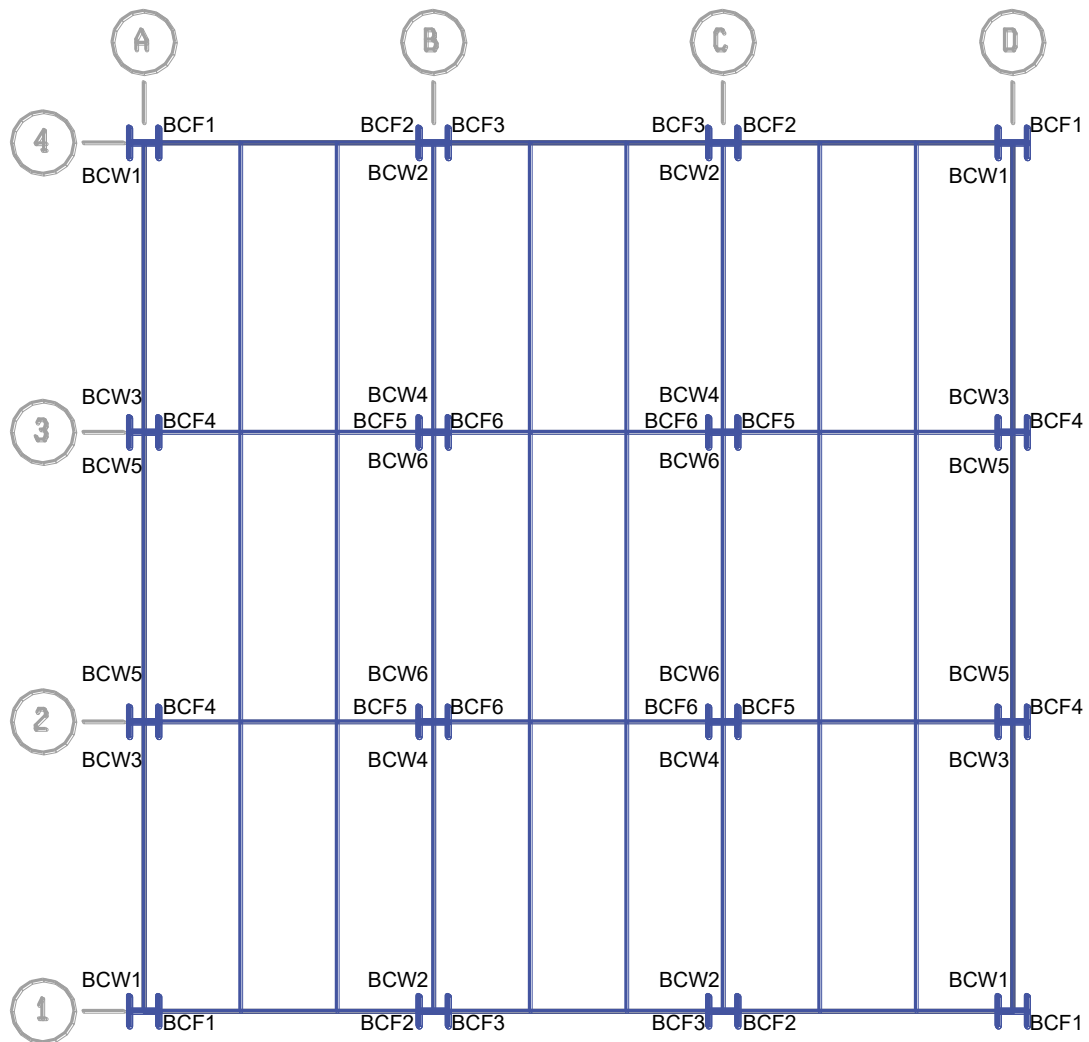 A B C D
4 BCF1 BCF2 BCF3 BCF3 BCF2 BCF1
BCW1 BCW2 BCW2 BCW1
BCW3 BCW4 BCW4 BCW3
3 BCF4 BCF5 BCF6 BCF6 BCF5 BCF4
BCW5 BCW6 BCW6 BCW5
BCW5 BCW6 BCW6 BCW5
2 BCF4 BCF5 BCF6 BCF6 BCF5 BCF4
BCW3 BCW4 BCW4 BCW3
BCW1 BCW2 BCW2 BCW1
1 BCF1 BCF2 BCF3 BCF3 BCF2 BCF1